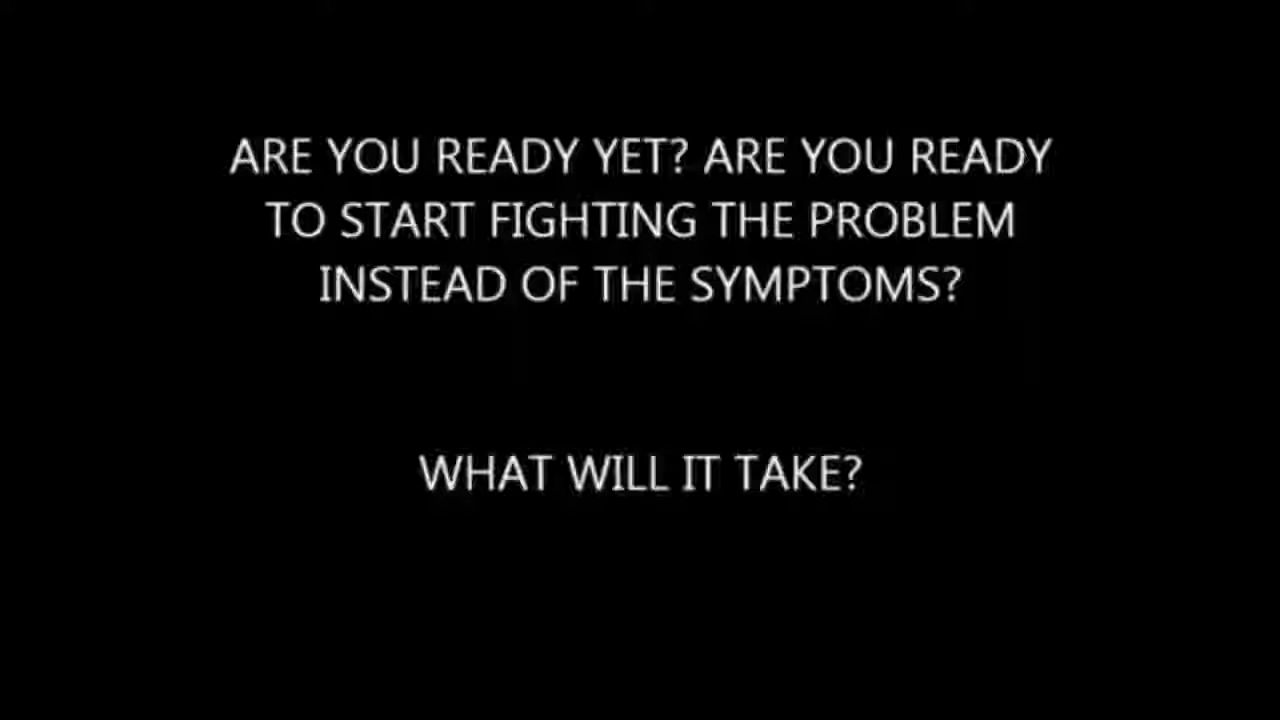 ARE YOU READY YET? ARE YOU READY
TO START FIGHTING THE PROBLEM
INSTEAD OF THE SYMPTOMS?
WHAT WILL IT TAKE?